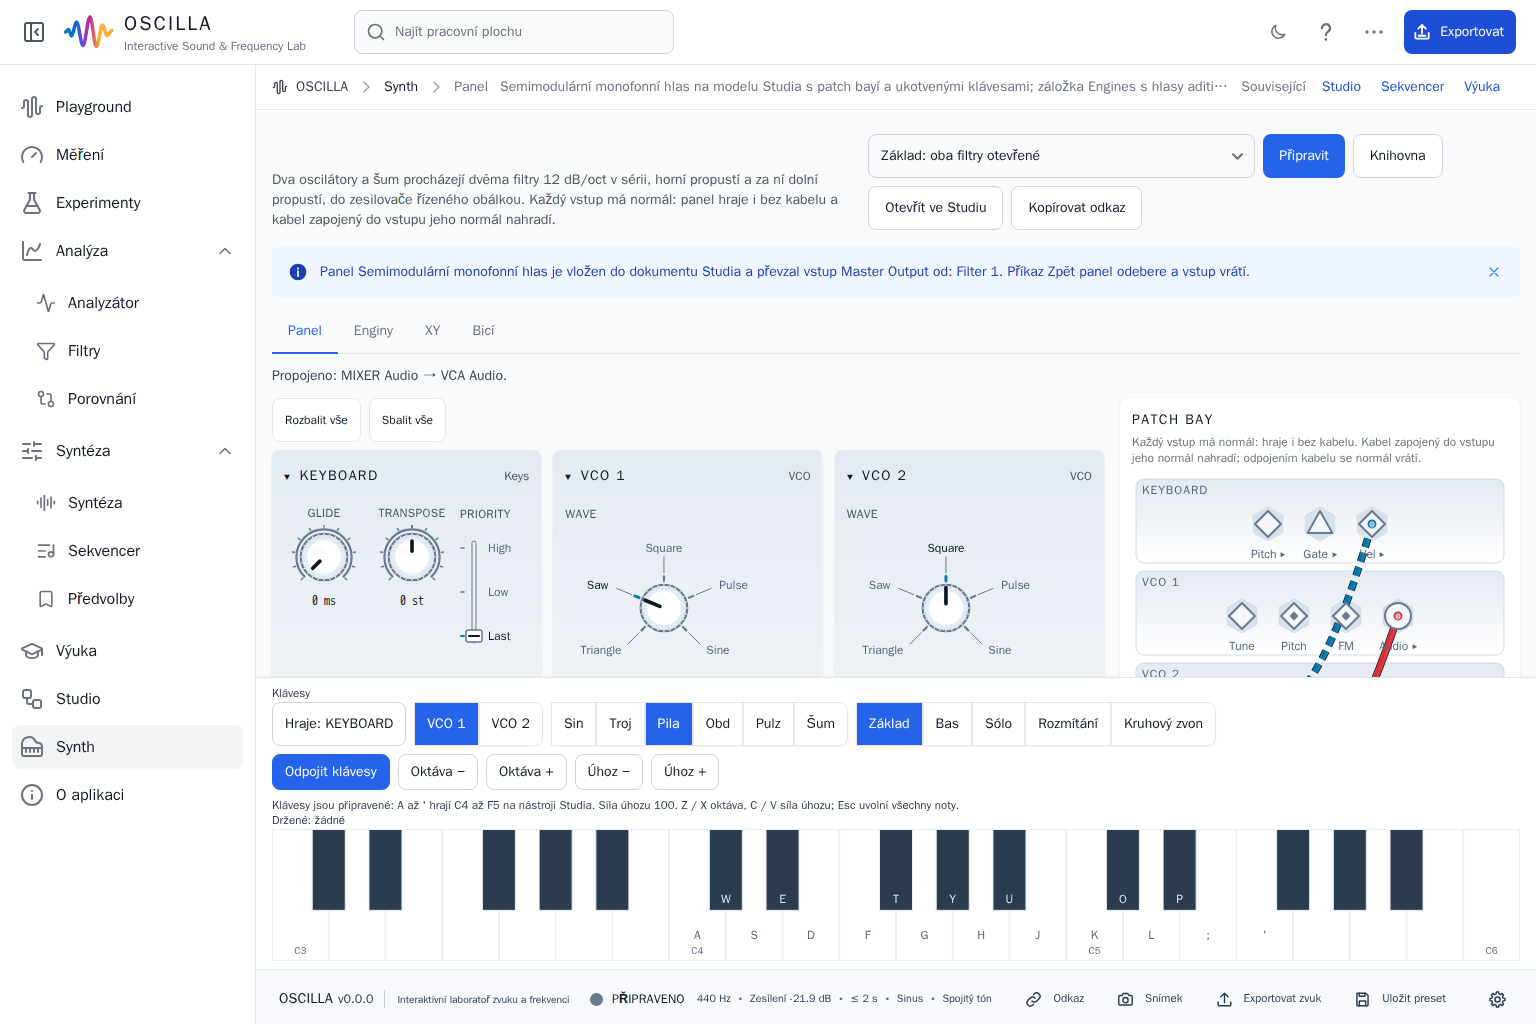 OSCILLA
Interactive Sound & Frequency Lab
Najít pracovní plochu
Exportovat
Playground
Měření
Experimenty
Analýza
Analyzátor
Filtry
Porovnání
Syntéza
Syntéza
Sekvencer
Předvolby
Výuka
Studio
Synth
O aplikaci
OSCILLA Synth Panel Semimodulární monofonní hlas na modelu Studia s patch bayí a ukotvenými klávesami; záložka Engines s hlasy aditi··· Související Studio Sekvencer Výuka
Dva oscilátory a šum procházejí dvěma filtry 12 dB/oct v sérii, horní propustí a za ní dolní
propustí, do zesilovače řízeného obálkou. Každý vstup má normál: panel hraje i bez kabelu a
kabel zapojený do vstupu jeho normál nahradí.
Základ: oba filtry otevřené
Připravit
Knihovna
Otevřít ve Studiu
Kopírovat odkaz
Panel Semimodulární monofonní hlas je vložen do dokumentu Studia a převzal vstup Master Output od: Filter 1. Příkaz Zpět panel odebere a vstup vrátí.
Panel Enginy XY Bicí
Propojeno: MIXER Audio → VCA Audio.
Rozbalit vše Sbalit vše
▾ KEYBOARD Keys
GLIDE TRANSPOSE PRIORITY
High
Low
Last
0 ms 0 st
▾ VCO 1 VCO
WAVE
Square
Saw Pulse
Triangle Sine
▾ VCO 2 VCO
WAVE
Square
Saw Pulse
Triangle Sine
PATCH BAY
Každý vstup má normál: hraje i bez kabelu. Kabel zapojený do vstupu
jeho normál nahradí; odpojením kabelu se normál vrátí.
KEYBOARD
Pitch ▸ Gate ▸ Vel ▸
VCO 1
Tune Pitch FM Audio ▸
VCO 2
Klávesy
Hraje: KEYBOARD VCO 1 VCO 2 Sin Troj Pila Obd Pulz Šum Základ Bas Sólo Rozmítání Kruhový zvon
Odpojit klávesy Oktáva − Oktáva + Úhoz − Úhoz +
Klávesy jsou připravené: A až ' hrají C4 až F5 na nástroji Studia. Síla úhozu 100. Z / X oktáva, C / V síla úhozu; Esc uvolní všechny noty.
Držené: žádné
W E T Y U O P
A S D F G H J K L ; '
C3 C4 C5 C6
OSCILLA v0.0.0 Interaktivní laboratoř zvuku a frekvencí PŘIPRAVENO 440 Hz • Zesílení -21.9 dB • ≤ 2 s • Sinus • Spojitý tón Odkaz Snímek Exportovat zvuk Uložit preset